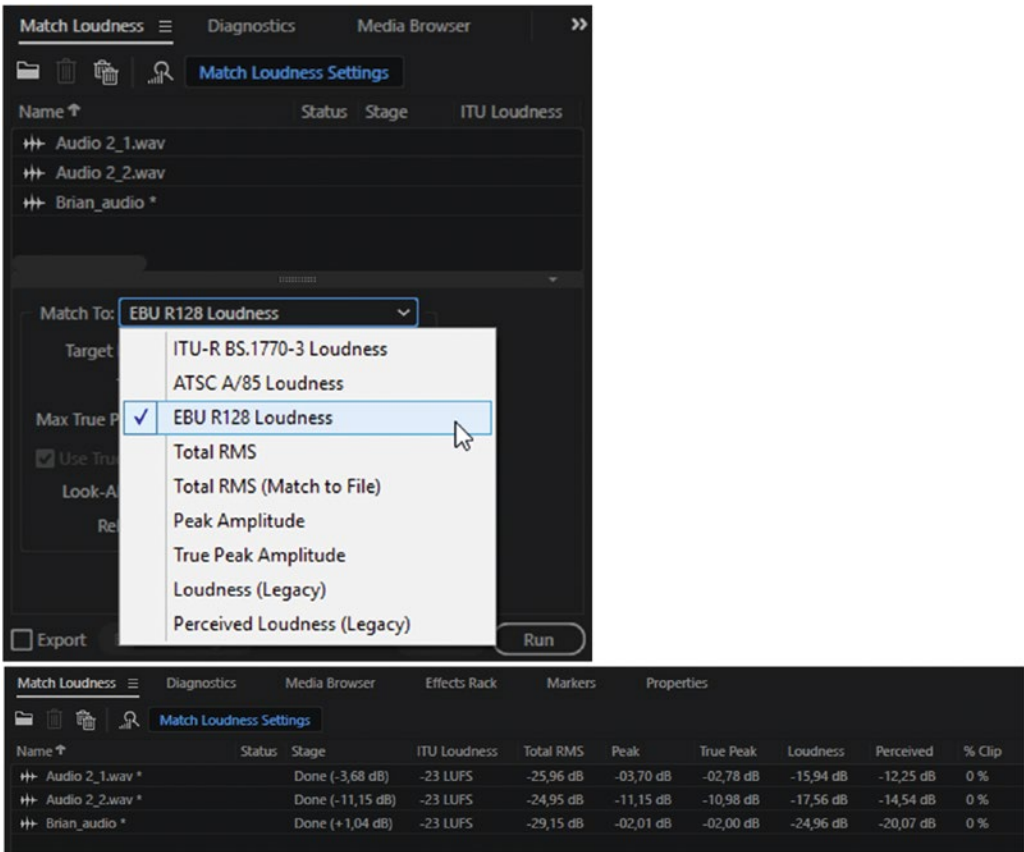 Match Loudness Diagnostics Media Browser
Match Loudness Settings
Name Status Stage ITU Loudness
Audio 2_1.wav
Audio 2_2.wav
Brian_audio *
Match To: EBU R128 Loudness
Target
ITU-R BS.1770-3 Loudness
ATSC A/85 Loudness
Max True P
EBU R128 Loudness
Use Tru
Total RMS
Look-A
Total RMS (Match to File)
Rel
Peak Amplitude
True Peak Amplitude
Loudness (Legacy)
Perceived Loudness (Legacy)
Export Run
Match Loudness Diagnostics Media Browser Effects Rack Markers Properties
Match Loudness Settings
Name Status Stage ITU Loudness Total RMS Peak True Peak Loudness Perceived % Clip
Audio 2_1.wav * Done (-3,68 dB) -23 LUFS -25,96 dB -03,70 dB -02,78 dB -15,94 dB -12,25 dB 0 %
Audio 2_2.wav * Done (-11,15 dB) -23 LUFS -24,95 dB -11,15 dB -10,98 dB -17,56 dB -14,54 dB 0 %
Brian_audio * Done (+1,04 dB) -23 LUFS -29,15 dB -02,01 dB -02,00 dB -24,96 dB -20,07 dB 0 %